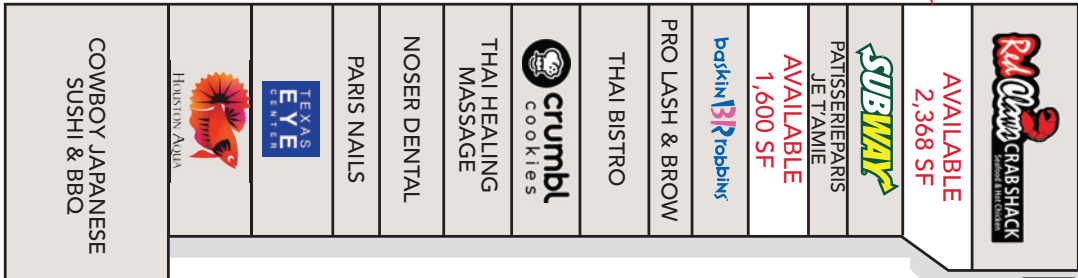 COWBOY JAPANESE
SUSHI & BBQ
HOUSTON AQUA
TEXAS
EYE
CENTER
PARIS NAILS
NOSER DENTAL
THAI HEALING
MASSAGE
crumbl
cookies
THAI BISTRO
PRO LASH & BROW
baskin BR robbins
AVAILABLE
1,600 SF
PATISSERIEPARIS
JE T'AMIE
SUBWAY
AVAILABLE
2,368 SF
Red Claws CRAB SHACK
Seafood & Hot Chicken